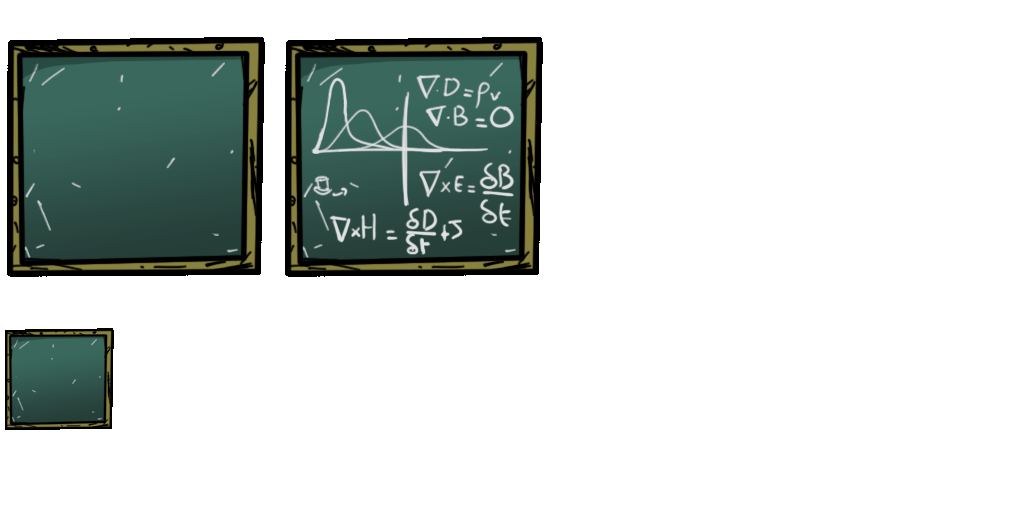 ∇·D = ρv
∇·B = 0
∇×E = δB/δt
∇×H = δD/δt + J